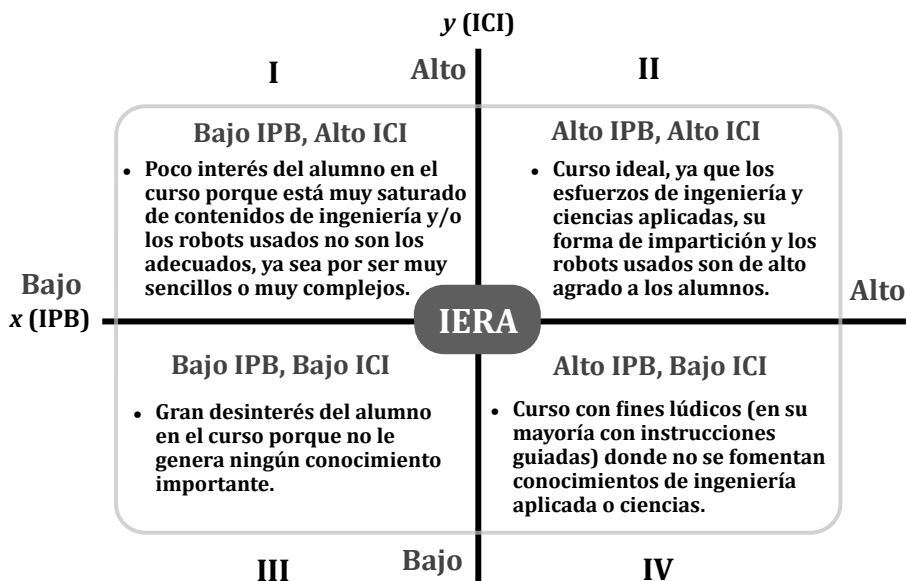 y (ICI)
I
Alto
II
Bajo IPB, Alto ICI
• Poco interés del alumno en el
curso porque está muy saturado
de contenidos de ingeniería y/o
los robots usados no son los
adecuados, ya sea por ser muy
sencillos o muy complejos.
Alto IPB, Alto ICI
• Curso ideal, ya que los
esfuerzos de ingeniería y
ciencias aplicadas, su
forma de impartición y los
robots usados son de alto
agrado a los alumnos.
Bajo
x (IPB)
IERA
Alto
Bajo IPB, Bajo ICI
• Gran desinterés del alumno
en el curso porque no le
genera ningún conocimiento
importante.
Alto IPB, Bajo ICI
• Curso con fines lúdicos (en su
mayoría con instrucciones
guiadas) donde no se fomentan
conocimientos de ingeniería
aplicada o ciencias.
III
Bajo
IV